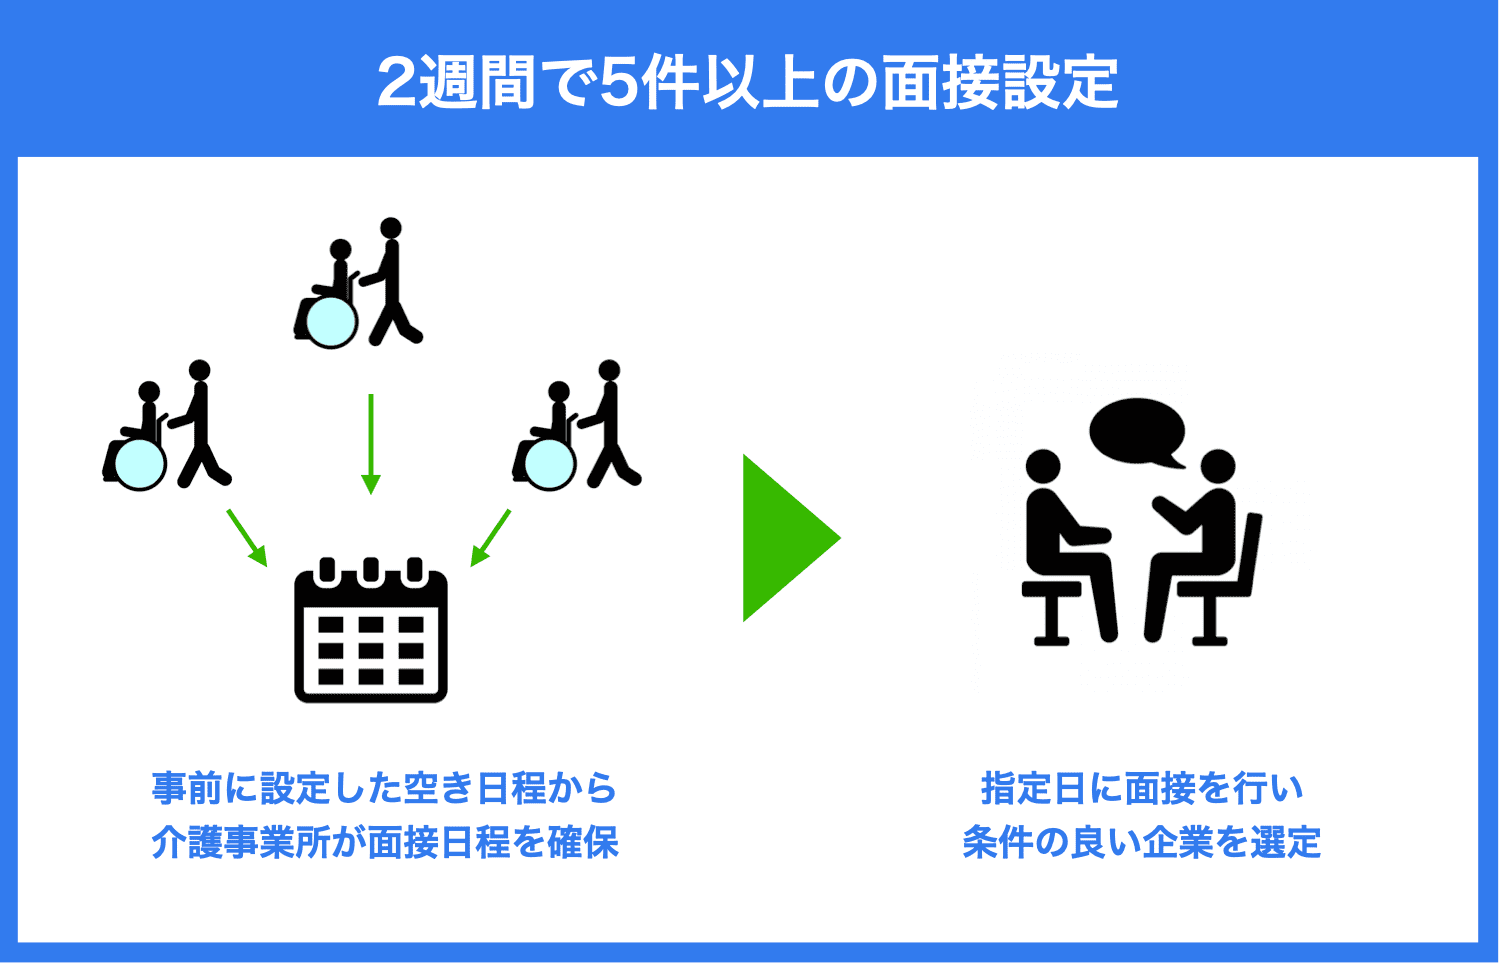 2週間で5件以上の面接設定
事前に設定した空き日程から
介護事業所が面接日程を確保
指定日に面接を行い
条件の良い企業を選定